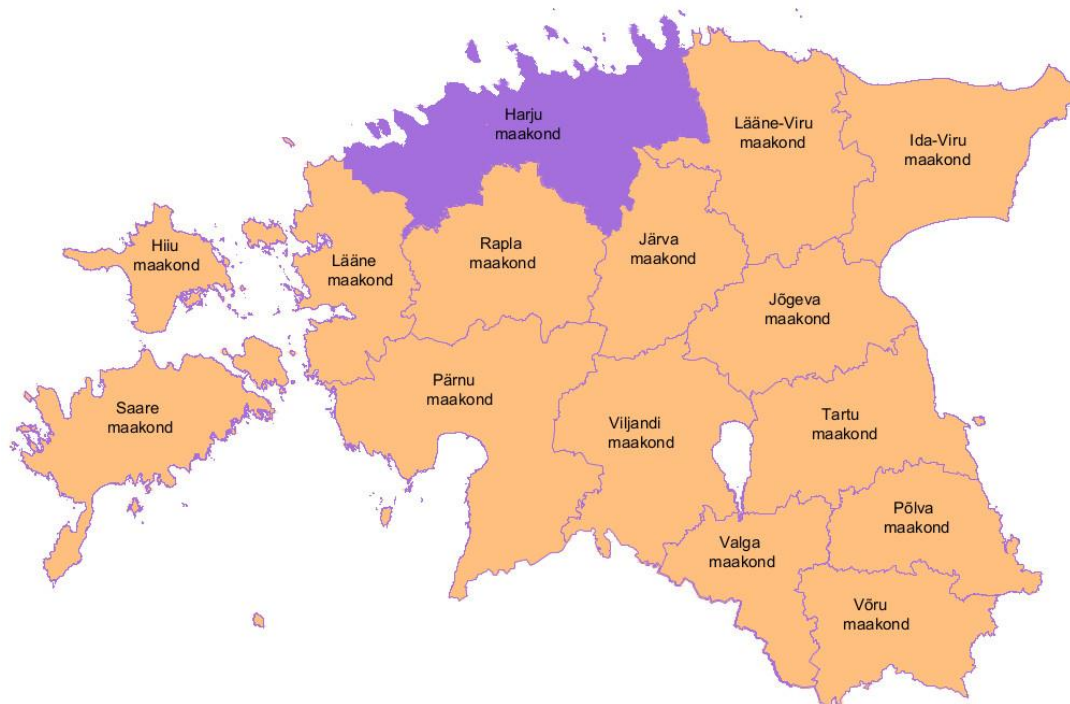 Harju
maakond
Lääne-Viru
maakond
Ida-Viru
maakond
Hiiu
maakond
Lääne
maakond
Rapla
maakond
Järva
maakond
Jõgeva
maakond
Saare
maakond
Pärnu
maakond
Viljandi
maakond
Tartu
maakond
Põlva
maakond
Valga
maakond
Võru
maakond